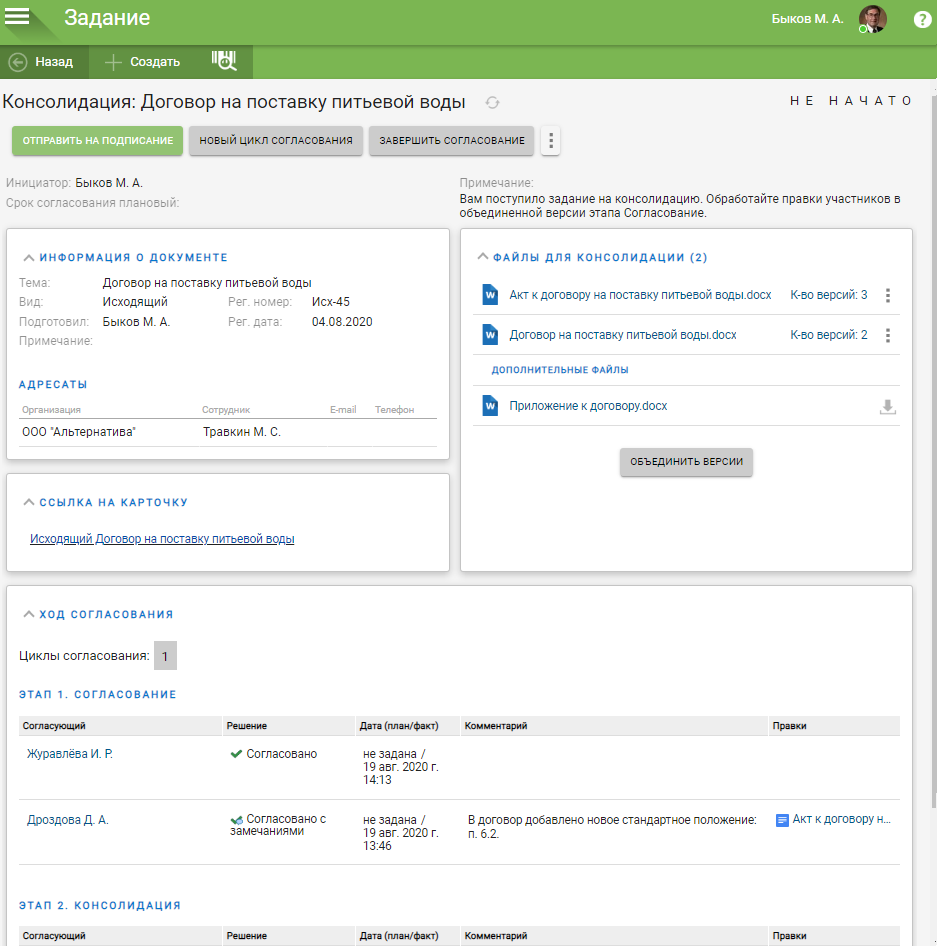 Задание
Быков М. А.
?
Назад
Создать
Консолидация: Договор на поставку питьевой воды
НЕ НАЧАТО
ОТПРАВИТЬ НА ПОДПИСАНИЕ
НОВЫЙ ЦИКЛ СОГЛАСОВАНИЯ
ЗАВЕРШИТЬ СОГЛАСОВАНИЕ
Инициатор: Быков М. А.
Срок согласования плановый:
Примечание:
Вам поступило задание на консолидацию. Обработайте правки участников в
объединенной версии этапа Согласование.
ИНФОРМАЦИЯ О ДОКУМЕНТЕ
Тема: Договор на поставку питьевой воды
Вид: Исходящий Рег. номер: Исх-45
Подготовил: Быков М. А. Рег. дата: 04.08.2020
Примечание:
АДРЕСАТЫ
Организация Сотрудник E-mail Телефон
ООО "Альтернатива" Травкин М. С.
ФАЙЛЫ ДЛЯ КОНСОЛИДАЦИИ (2)
W Акт к договору на поставку питьевой воды.docx К-во версий: 3
W Договор на поставку питьевой воды.docx К-во версий: 2
ДОПОЛНИТЕЛЬНЫЕ ФАЙЛЫ
W Приложение к договору.docx
ОБЪЕДИНИТЬ ВЕРСИИ
ССЫЛКА НА КАРТОЧКУ
Исходящий Договор на поставку питьевой воды
ХОД СОГЛАСОВАНИЯ
Циклы согласования: 1
ЭТАП 1. СОГЛАСОВАНИЕ
Согласующий Решение Дата (план/факт) Комментарий Правки
Журавлёва И. Р. Согласовано не задана /
19 авг. 2020 г.
14:13
Дроздова Д. А. Согласовано с не задана / В договор добавлено новое стандартное положение: Акт к договору н...
замечаниями 19 авг. 2020 г. п. 6.2.
13:46
ЭТАП 2. КОНСОЛИДАЦИЯ
Согласующий Решение Дата (план/факт) Комментарий Правки